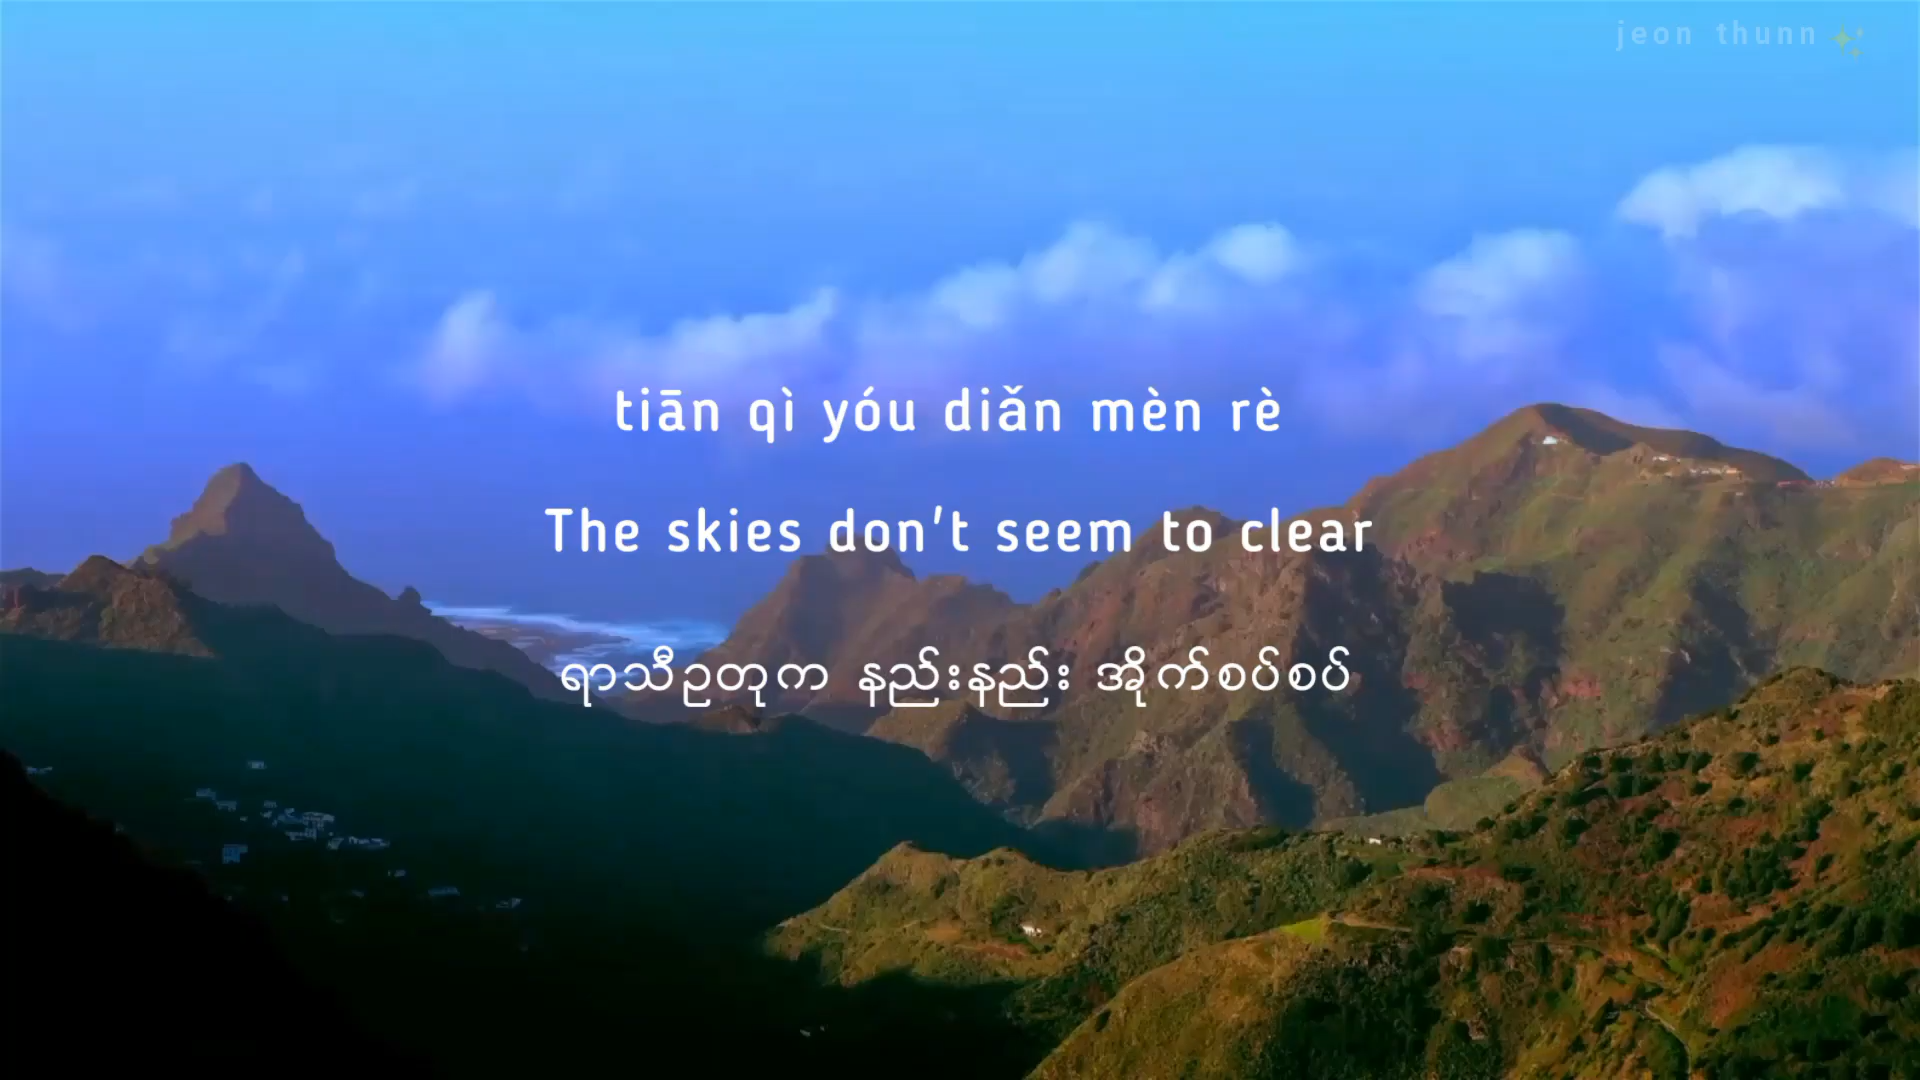 jeon thunn
tiān qì yóu diǎn mèn rè
The skies don't seem to clear
ရာသီဥတုက နည်းနည်း အိုက်စပ်စပ်